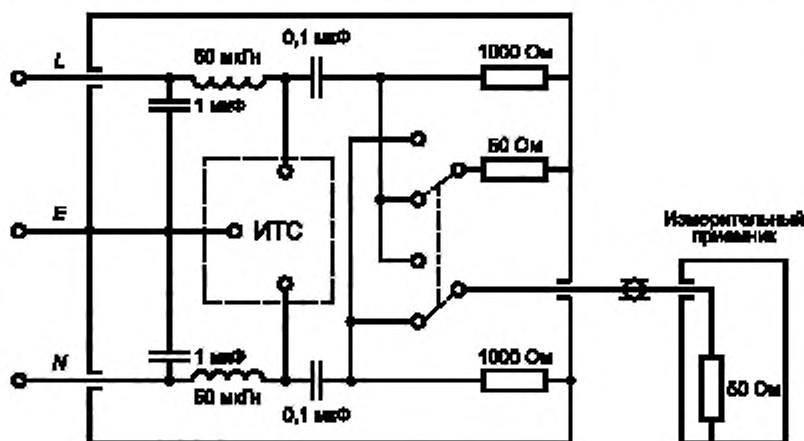 0,1 мкФ
L
50 мкГн
1000 Ом
1 мкФ
50 Ом
E
ИТС
Измерительный
приемник
N
1 мкФ
1000 Ом
50 мкГн
0,1 мкФ
50 Ом